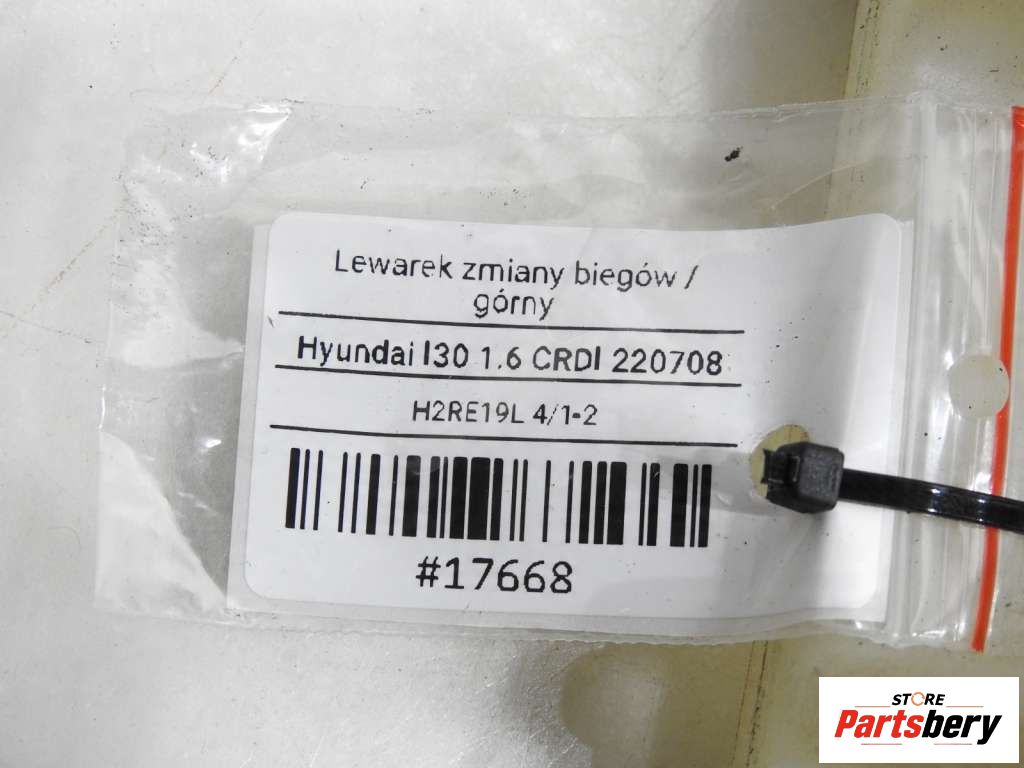 Lewarek zmiany biegów /
górny
Hyundai I30 1.6 CRDI 220708
H2RE19L 4/1-2
#17668
STORE
Partsbery